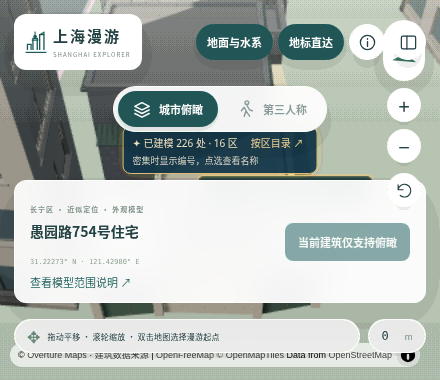 上海漫游
SHANGHAI EXPLORER
地面与水系
地标直达
城市俯瞰
第三人称
✦ 已建模 226 处 · 16 区 按区目录 ↗
密集时显示编号，点选查看名称
长宁区 · 近似定位 · 外观模型
愚园路754号住宅
31.22273° N · 121.42980° E
查看模型范围说明 ↗
当前建筑仅支持俯瞰
拖动平移 · 滚轮缩放 · 双击地图选择漫游起点
0 m
© Overture Maps · 建筑数据来源 | OpenFreeMap © OpenMapTiles Data from OpenStreetMap